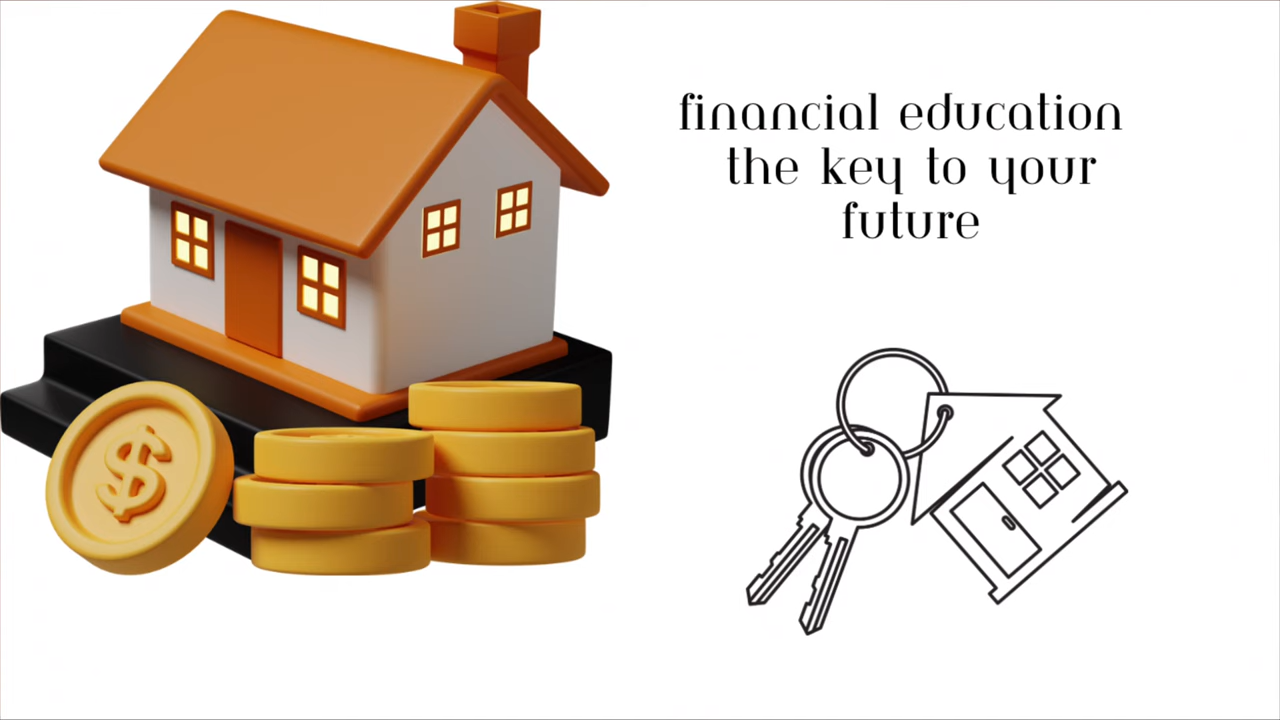 financial education
the key to your
future
$